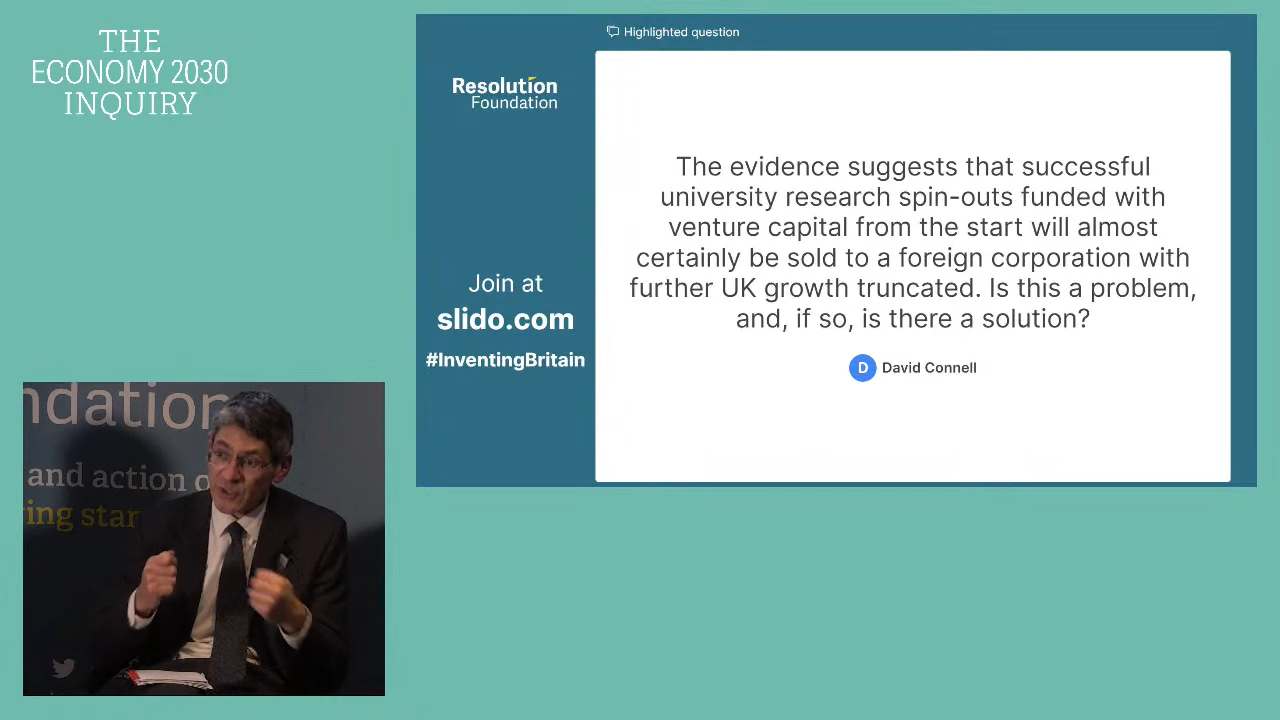 THE
ECONOMY 2030
INQUIRY
Highlighted question
Resolution
Foundation
The evidence suggests that successful
university research spin-outs funded with
venture capital from the start will almost
certainly be sold to a foreign corporation with
further UK growth truncated. Is this a problem,
and, if so, is there a solution?
D David Connell
Join at
slido.com
#InventingBritain
ndation
and action o
ing star